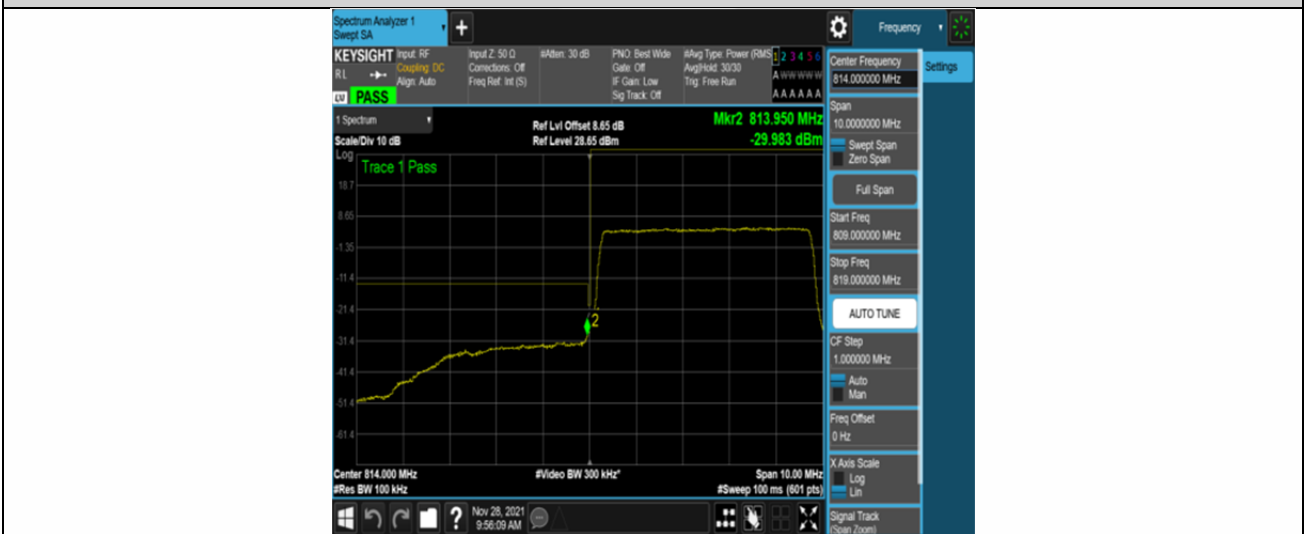 Spectrum Analyzer 1
Swept SA
+
Frequency
KEYSIGHT
R L
LXI PASS
Input: RF
Coupling: DC
Align: Auto
Input Z: 50 Ω
Corrections: Off
Freq Ref: Int (S)
#Atten: 30 dB
PNO: Best Wide
Gate: Off
IF Gain: Low
Sig Track: Off
#Avg Type: Power (RMS
Avg|Hold: 30/30
Trig: Free Run
1 2 3 4 5 6
A W W W W W
A A A A A A
1 Spectrum
Scale/Div 10 dB
Ref Lvl Offset 8.65 dB
Ref Level 28.65 dBm
Mkr2 813.950 MHz
-29.983 dBm
Log
Trace 1 Pass
18.7
8.65
-1.35
-11.4
-21.4
-31.4
-41.4
-51.4
-61.4
2
Center 814.000 MHz
#Res BW 100 kHz
#Video BW 300 kHz*
Span 10.00 MHz
#Sweep 100 ms (601 pts)
Nov 28, 2021
9:56:09 AM
Center Frequency
814.000000 MHz
Settings
Span
10.0000000 MHz
Swept Span
Zero Span
Full Span
Start Freq
809.000000 MHz
Stop Freq
819.000000 MHz
AUTO TUNE
CF Step
1.000000 MHz
Auto
Man
Freq Offset
0 Hz
X Axis Scale
Log
Lin
Signal Track
(Span Zoom)